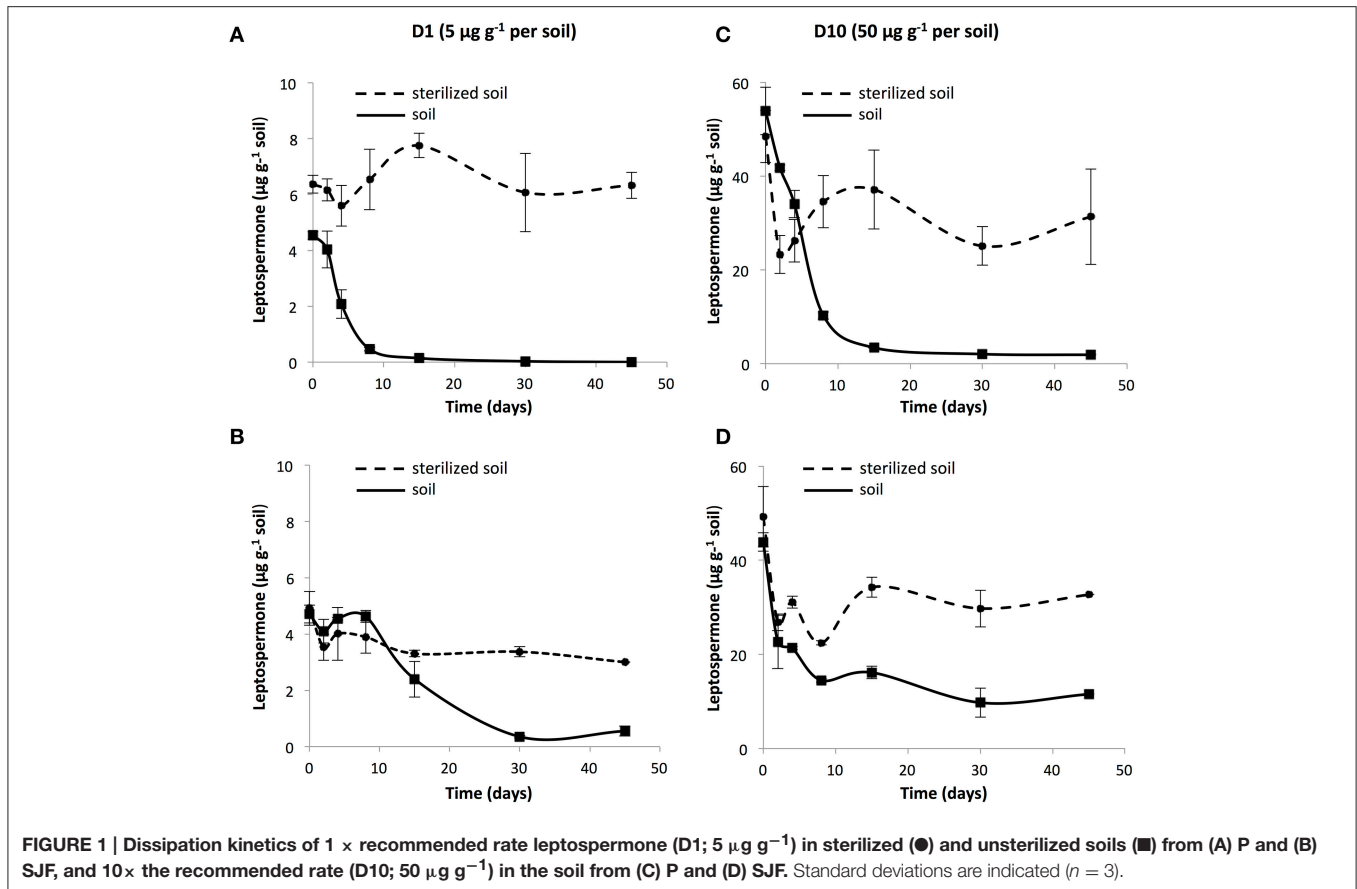 A
D1 (5 µg g-1 per soil)
C
D10 (50 µg g-1 per soil)
Leptospermone (µg g-1 soil)
10
8
6
4
2
0
sterilized soil
soil
0 10 20 30 40 50
Time (days)
Leptospermone (µg g-1 soil)
60
40
20
0
sterilized soil
soil
0 10 20 30 40 50
Time (days)
B
Leptospermone (µg g-1 soil)
10
8
6
4
2
0
sterilized soil
soil
0 10 20 30 40 50
Time (days)
D
Leptospermone (µg g-1 soil)
60
40
20
0
sterilized soil
soil
0 10 20 30 40 50
Time (days)
FIGURE 1 | Dissipation kinetics of 1 × recommended rate leptospermone (D1; 5 µg g−1) in sterilized (●) and unsterilized soils (■) from (A) P and (B)
SJF, and 10× the recommended rate (D10; 50 µg g−1) in the soil from (C) P and (D) SJF. Standard deviations are indicated (n = 3).